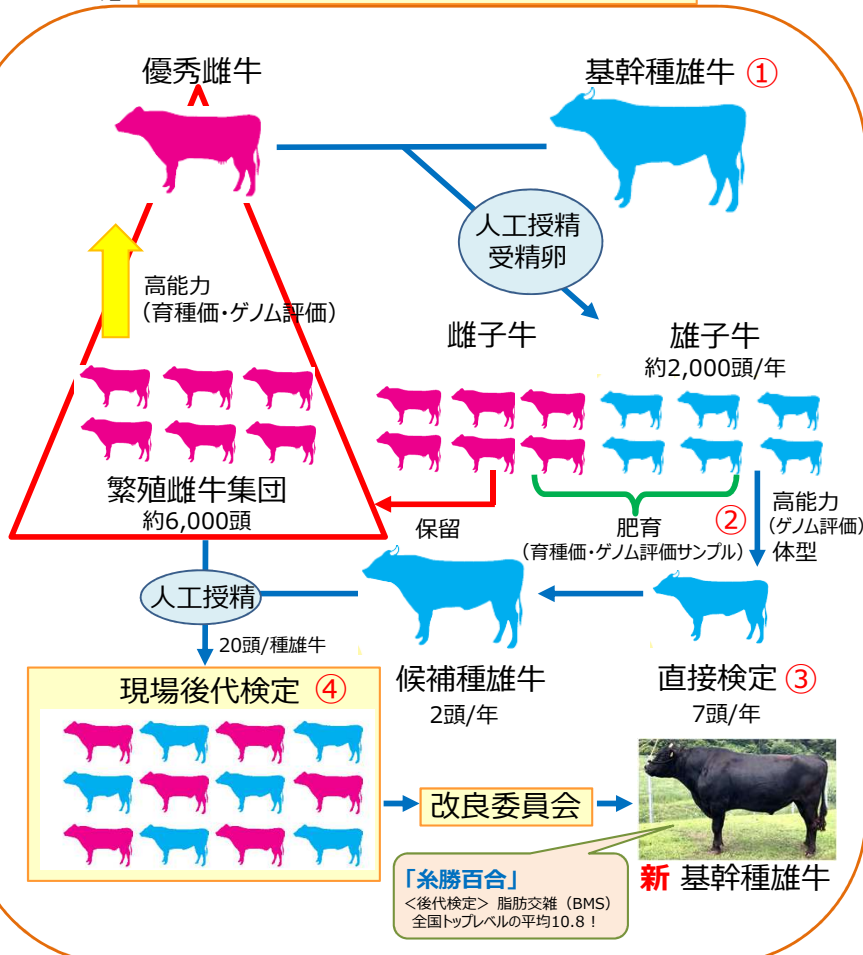 優秀雌牛
基幹種雄牛 ①
人工授精
受精卵
高能力
（育種価・ゲノム評価）
雌子牛
雄子牛
約2,000頭/年
繁殖雌牛集団
約6,000頭
保留
肥育
（育種価・ゲノム評価サンプル）
②
高能力
（ゲノム評価）
体型
人工授精
20頭/種雄牛
候補種雄牛
2頭/年
直接検定 ③
7頭/年
現場後代検定 ④
改良委員会
新 基幹種雄牛
「糸勝百合」
<後代検定> 脂肪交雑（BMS）
全国トップレベルの平均10.8！